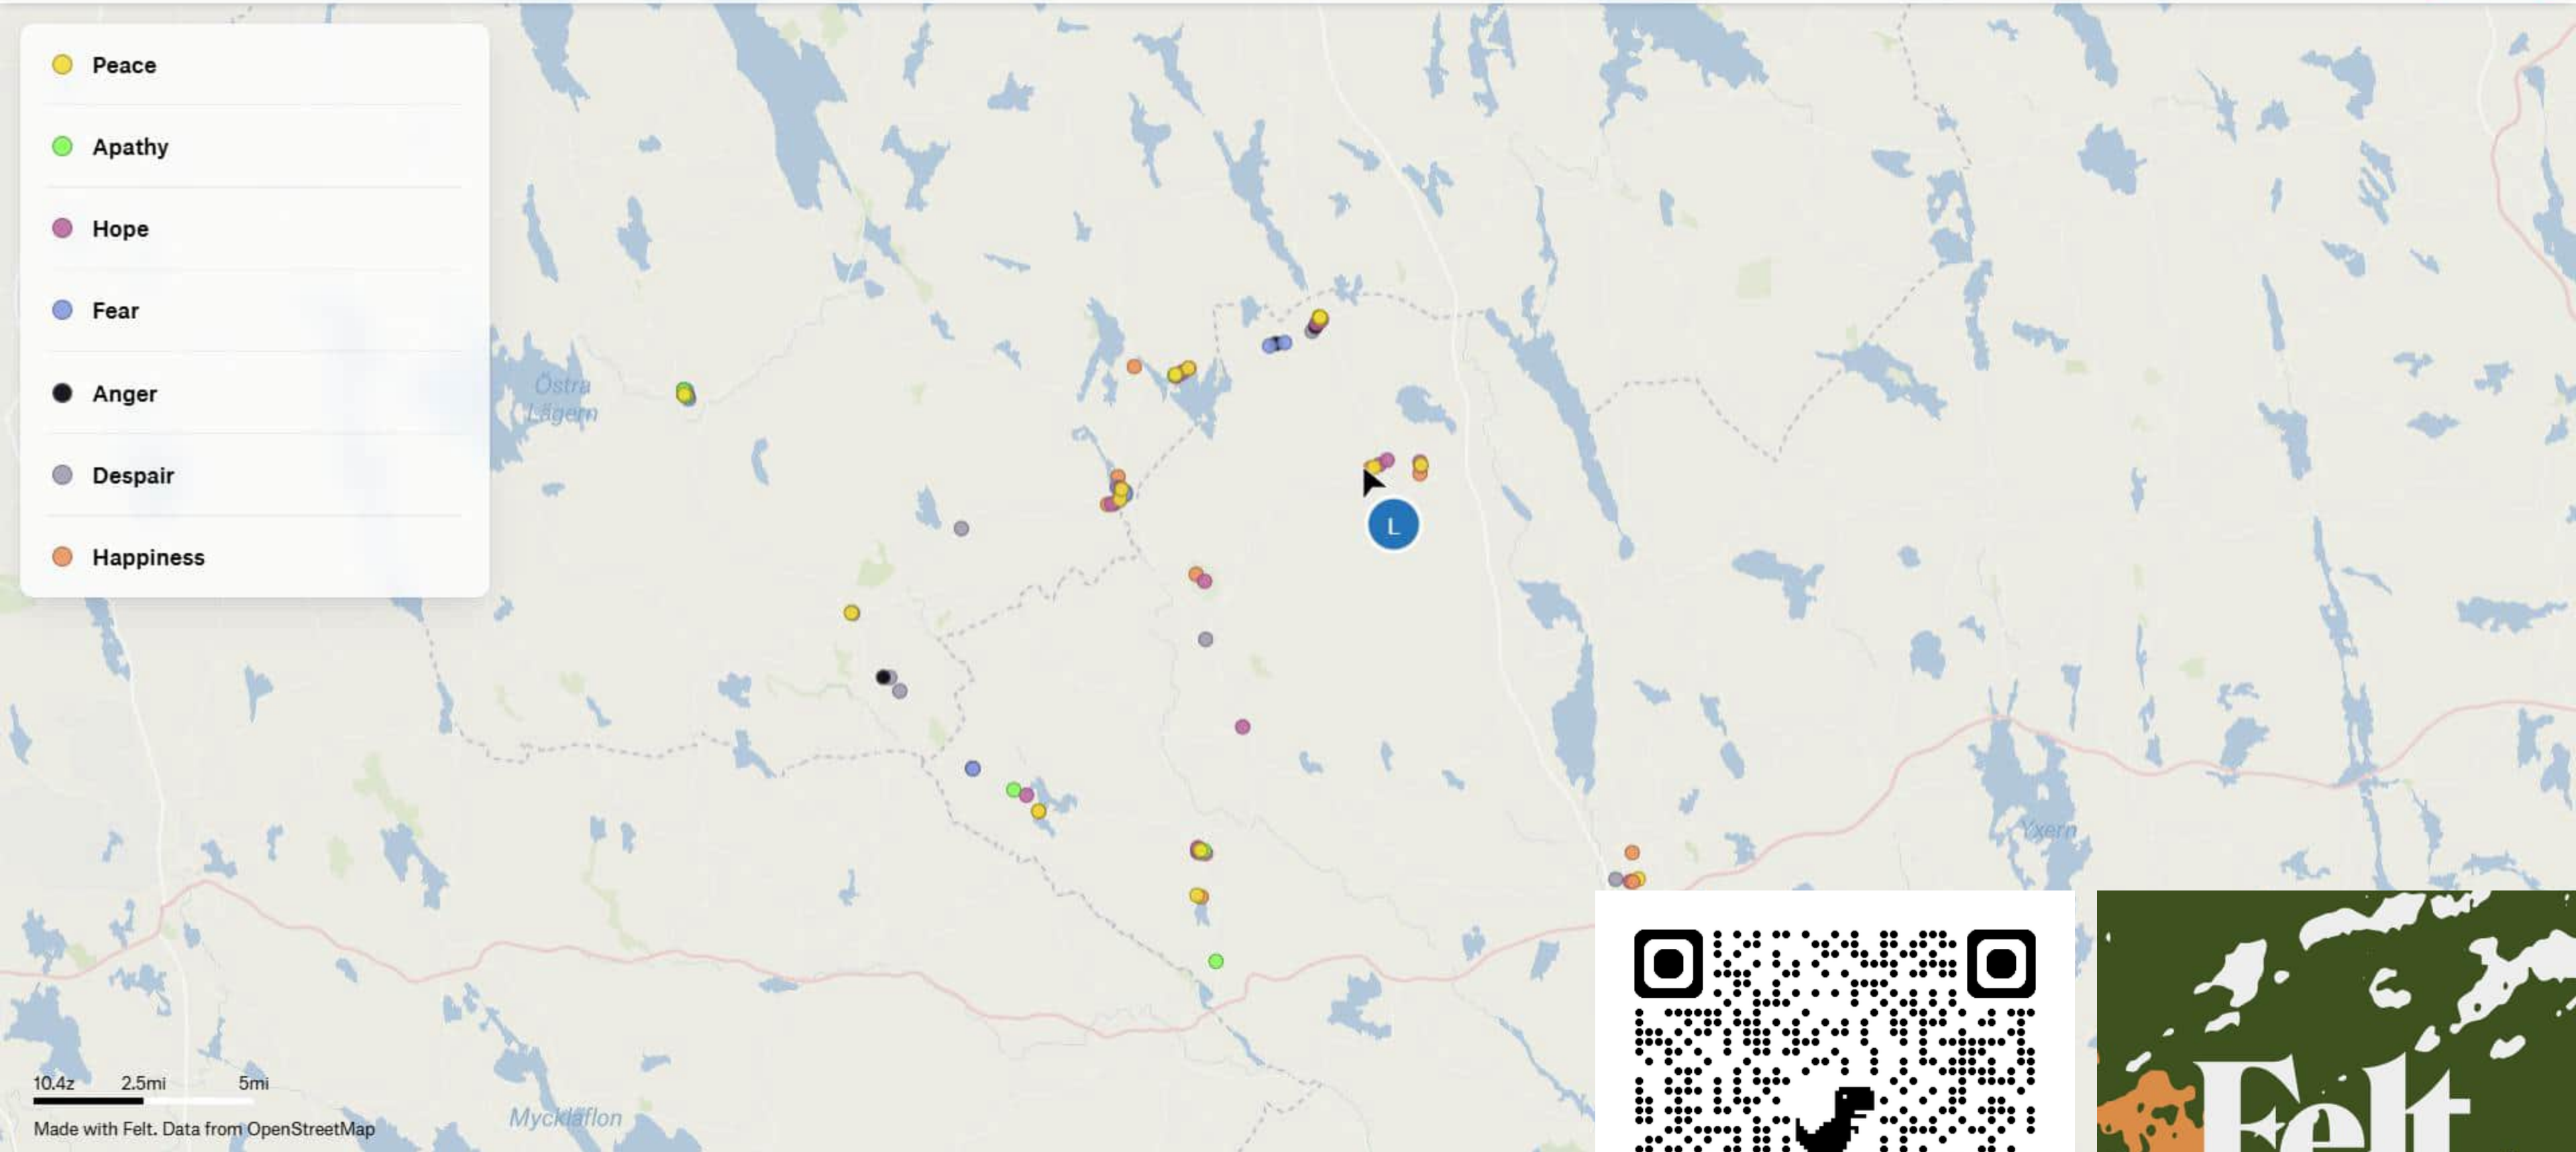 Peace
Apathy
Hope
Fear
Anger
Despair
Happiness
Östra
Lägern
L
Yxern
10.4z 2.5mi 5mi
Mycklaflon
Made with Felt. Data from OpenStreetMap
Felt